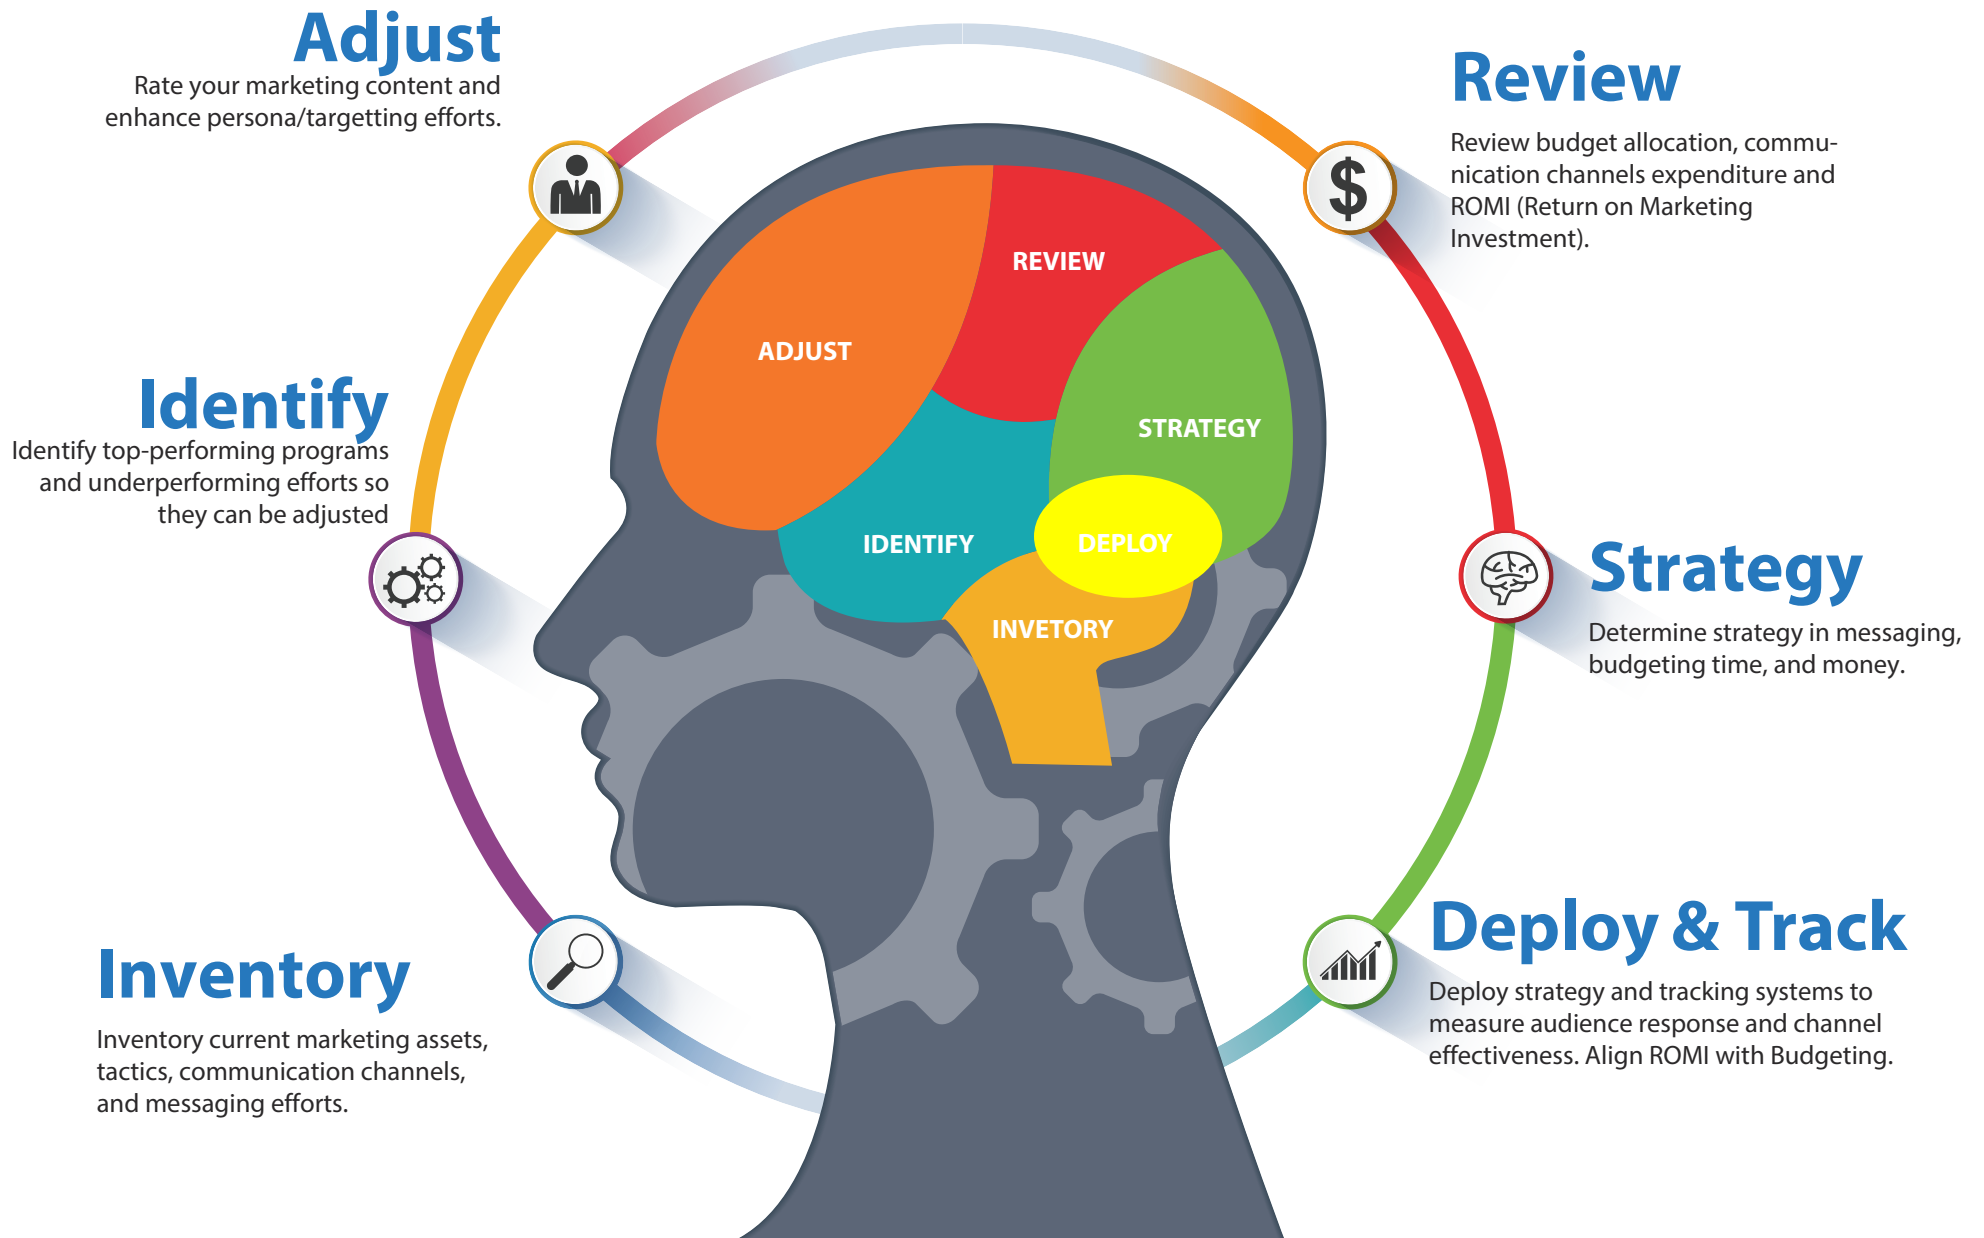 Adjust
Rate your marketing content and
enhance persona/targetting efforts.
Review
Review budget allocation, commu-
nication channels expenditure and
ROMI (Return on Marketing
Investment).
Identify
Identify top-performing programs
and underperforming efforts so
they can be adjusted
Strategy
Determine strategy in messaging,
budgeting time, and money.
Inventory
Inventory current marketing assets,
tactics, communication channels,
and messaging efforts.
Deploy & Track
Deploy strategy and tracking systems to
measure audience response and channel
effectiveness. Align ROMI with Budgeting.
REVIEW
ADJUST
STRATEGY
IDENTIFY
DEPLOY
INVETORY
$